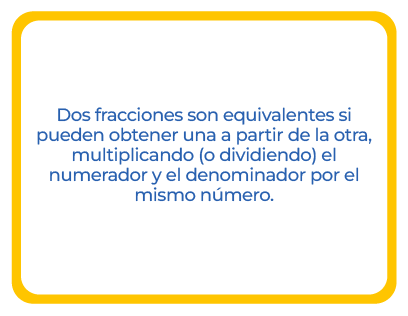 Dos fracciones son equivalentes si
pueden obtener una a partir de la otra,
multiplicando (o dividiendo) el
numerador y el denominador por el
mismo número.